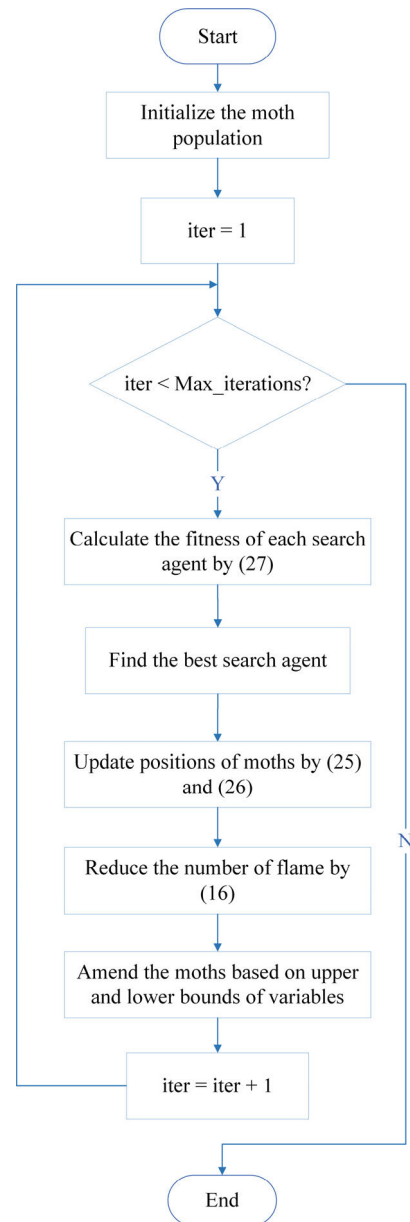 Start
Initialize the moth
population
iter = 1
iter < Max_iterations?
Y
Calculate the fitness of each search
agent by (27)
Find the best search agent
Update positions of moths by (25)
and (26)
N
Reduce the number of flame by
(16)
Amend the moths based on upper
and lower bounds of variables
iter = iter + 1
End